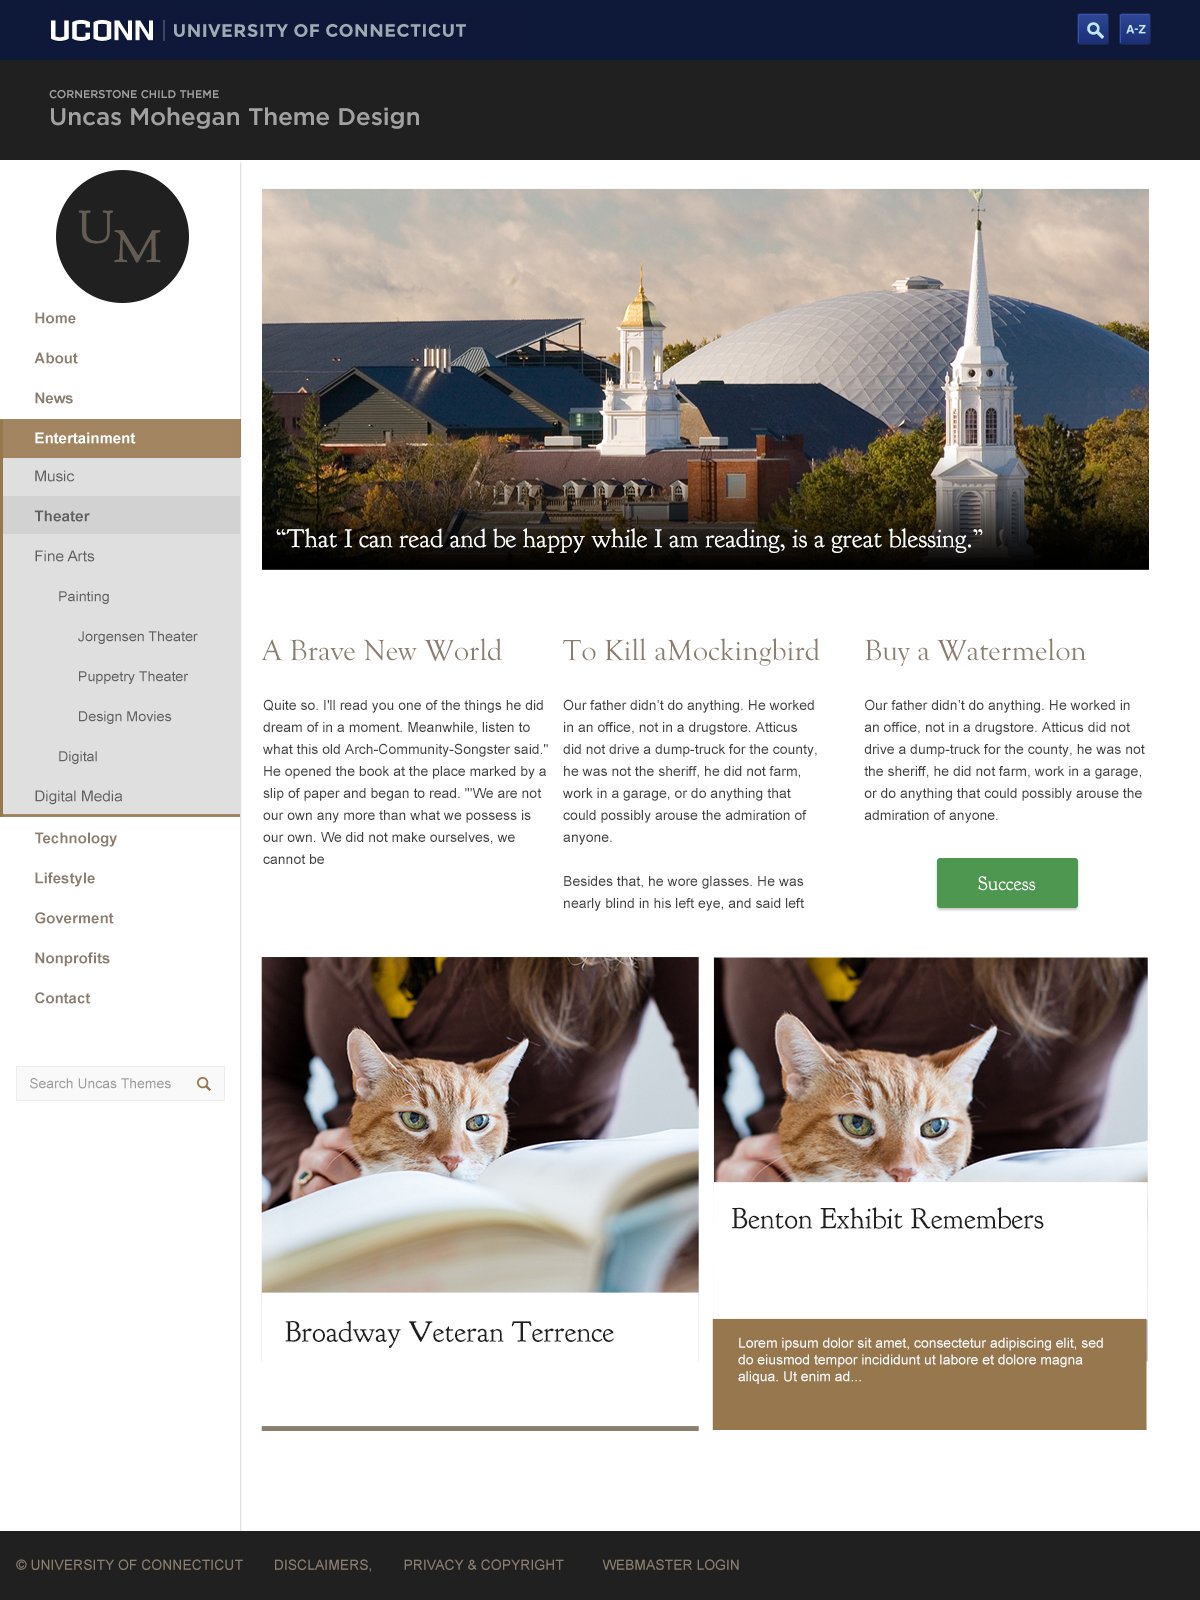 UCONN UNIVERSITY OF CONNECTICUT
A-Z
CORNERSTONE CHILD THEME
Uncas Mohegan Theme Design
UM
Home
About
News
Entertainment
Music
Theater
Fine Arts
Painting
Jorgensen Theater
Puppetry Theater
Design Movies
Digital
Digital Media
Technology
Lifestyle
Goverment
Nonprofits
Contact
Search Uncas Themes
“That I can read and be happy while I am reading, is a great blessing.”
A Brave New World
Quite so. I'll read you one of the things he did
dream of in a moment. Meanwhile, listen to
what this old Arch-Community-Songster said."
He opened the book at the place marked by a
slip of paper and began to read. "'We are not
our own any more than what we possess is
our own. We did not make ourselves, we
cannot be
To Kill aMockingbird
Our father didn’t do anything. He worked
in an office, not in a drugstore. Atticus
did not drive a dump-truck for the county,
he was not the sheriff, he did not farm,
work in a garage, or do anything that
could possibly arouse the admiration of
anyone.
Besides that, he wore glasses. He was
nearly blind in his left eye, and said left
Buy a Watermelon
Our father didn’t do anything. He worked in
an office, not in a drugstore. Atticus did not
drive a dump-truck for the county, he was not
the sheriff, he did not farm, work in a garage,
or do anything that could possibly arouse the
admiration of anyone.
Success
Broadway Veteran Terrence
Benton Exhibit Remembers
Lorem ipsum dolor sit amet, consectetur adipiscing elit, sed
do eiusmod tempor incididunt ut labore et dolore magna
aliqua. Ut enim ad...
© UNIVERSITY OF CONNECTICUT DISCLAIMERS, PRIVACY & COPYRIGHT WEBMASTER LOGIN